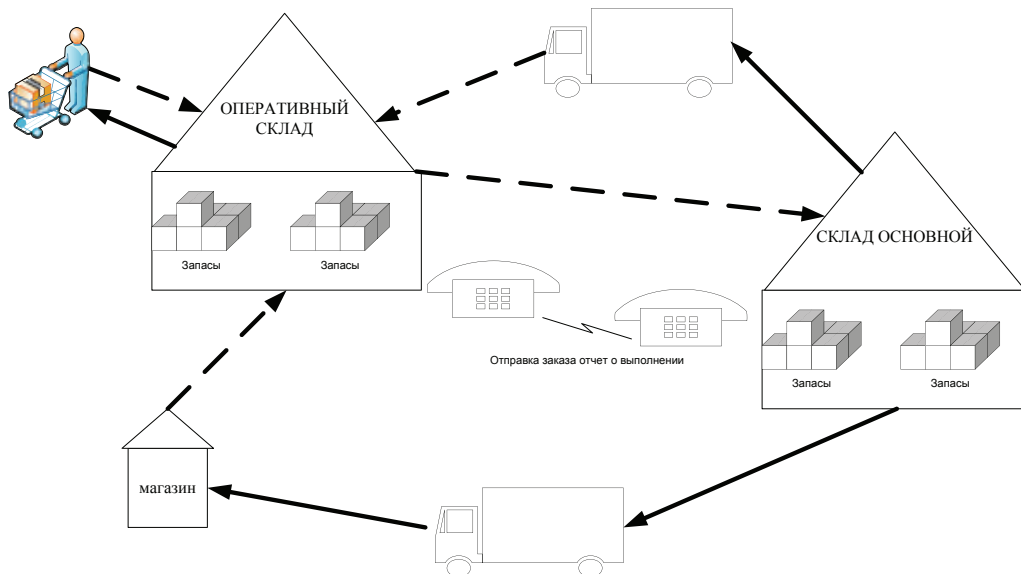 ОПЕРАТИВНЫЙ
СКЛАД
Запасы
Запасы
СКЛАД ОСНОВНОЙ
Отправка заказа отчет о выполнении
Запасы
Запасы
магазин